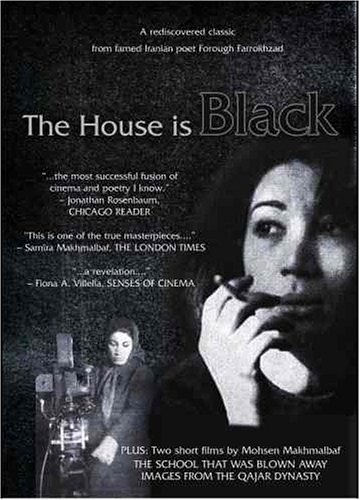 A rediscovered classic
from famed Iranian poet Forough Farrokhzad
The House is Black
"...the most successful fusion of
cinema and poetry I know."
– Jonathan Rosenbaum,
CHICAGO READER
"This is one of the true masterpieces...."
– Samira Makhmalbaf, THE LONDON TIMES
"...a revelation...."
– Fiona A. Villella, SENSES OF CINEMA
PLUS: Two short films by Mohsen Makhmalbaf
THE SCHOOL THAT WAS BLOWN AWAY
IMAGES FROM THE QAJAR DYNASTY